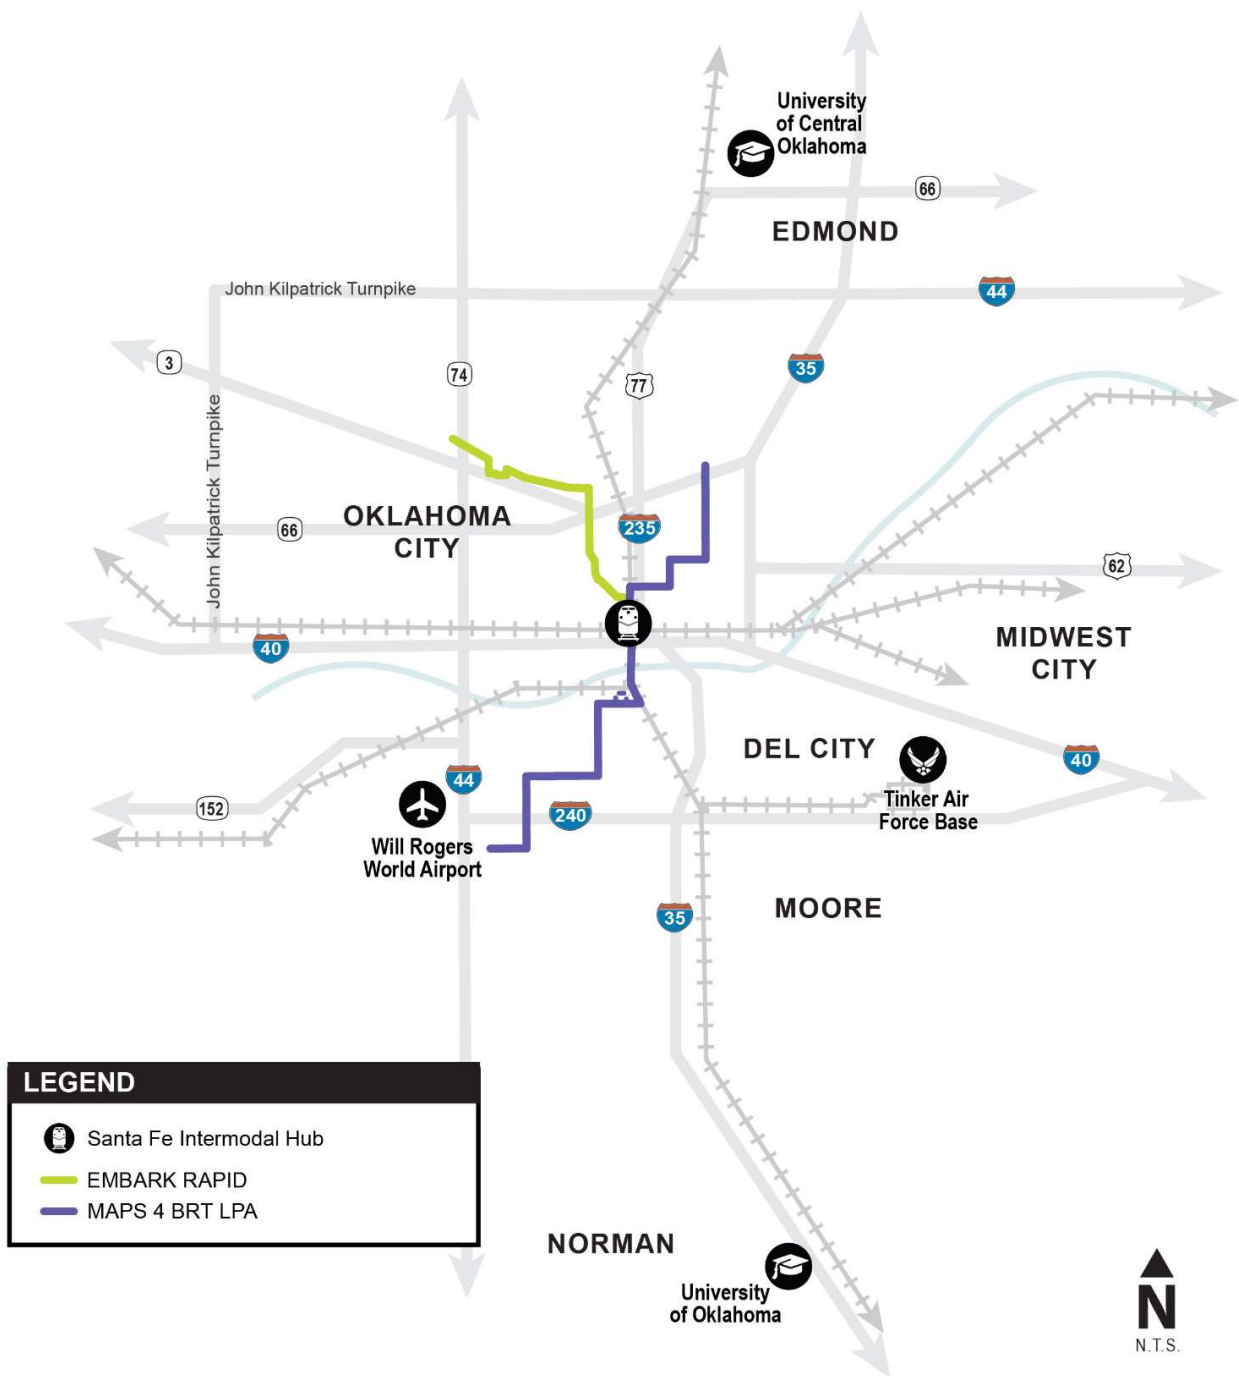 University
of Central
Oklahoma
66
EDMOND
John Kilpatrick Turnpike
44
3
74
77
35
John Kilpatrick Turnpike
OKLAHOMA
CITY
66
235
62
40
MIDWEST
CITY
DEL CITY
40
44
152
240
Tinker Air
Force Base
Will Rogers
World Airport
MOORE
35
LEGEND
Santa Fe Intermodal Hub
EMBARK RAPID
MAPS 4 BRT LPA
NORMAN
University
of Oklahoma
N
N.T.S.